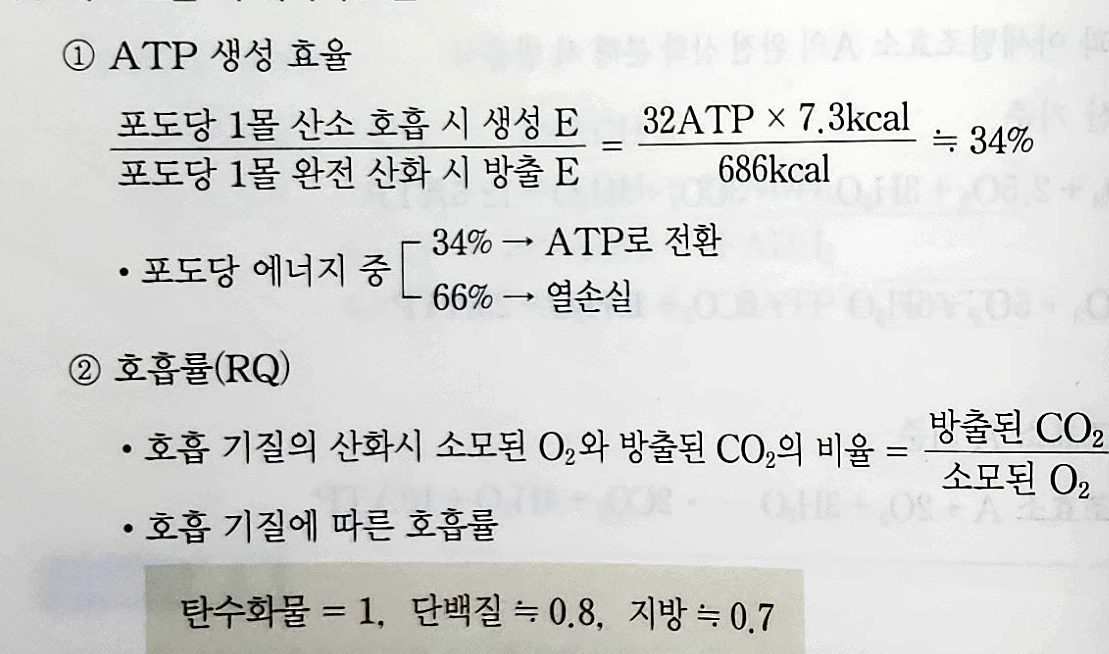 ① ATP 생성 효율
포도당 1몰 산소 호흡 시 생성 E / 포도당 1몰 완전 산화 시 방출 E = 32ATP × 7.3kcal / 686kcal ≒ 34%
• 포도당 에너지 중
34% → ATP로 전환
66% → 열손실
② 호흡률(RQ)
• 호흡 기질의 산화시 소모된 O₂와 방출된 CO₂의 비율 = 방출된 CO₂ / 소모된 O₂
• 호흡 기질에 따른 호흡률
탄수화물 = 1, 단백질 ≒ 0.8, 지방 ≒ 0.7